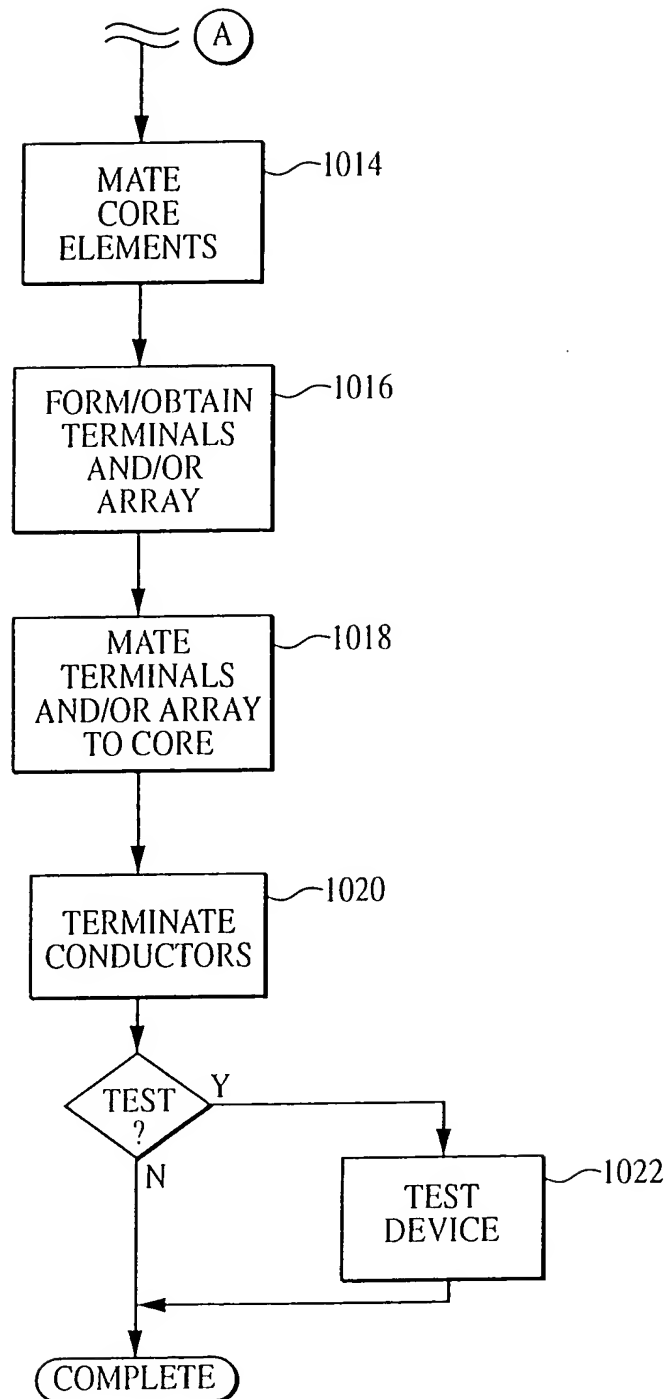 A
1014
MATE
CORE
ELEMENTS
1016
FORM/OBTAIN
TERMINALS
AND/OR
ARRAY
1018
MATE
TERMINALS
AND/OR ARRAY
TO CORE
1020
TERMINATE
CONDUCTORS
TEST
?
Y
N
1022
TEST
DEVICE
COMPLETE